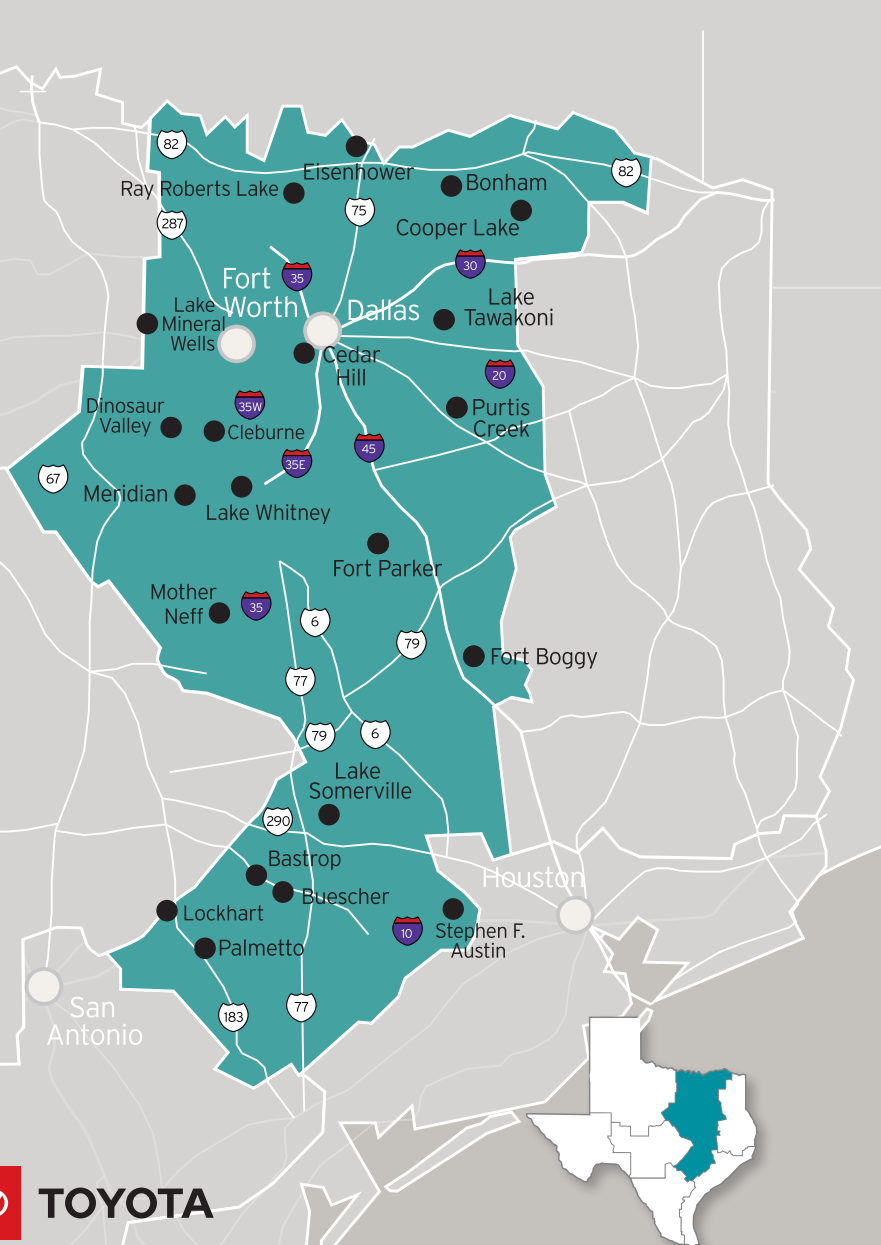 82
Eisenhower
Ray Roberts Lake
Bonham
82
287
75
Cooper Lake
35
30
Fort
Worth
Dallas
Lake
Mineral
Wells
Lake
Tawakoni
Cedar
Hill
20
35W
Dinosaur
Valley
Cleburne
Purtis
Creek
45
35E
67
Meridian
Lake Whitney
Fort Parker
Mother
Neff
35
6
79
Fort Boggy
77
79
6
Lake
Somerville
290
Bastrop
Buescher
Houston
Lockhart
10
Stephen F.
Austin
Palmetto
San
Antonio
183
77
TOYOTA